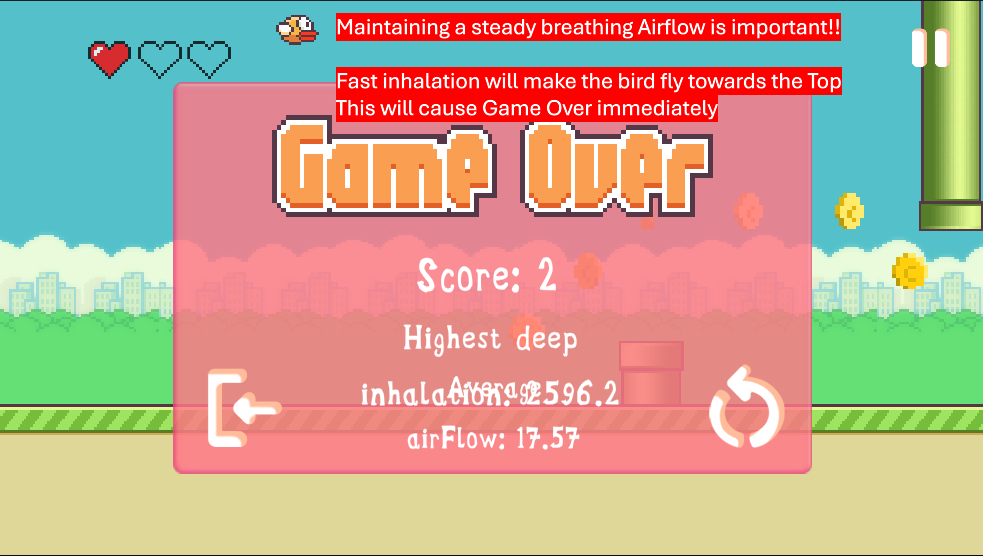 Maintaining a steady breathing Airflow is important!!
Fast inhalation will make the bird fly towards the Top
This will cause Game Over immediately
Game Over
Score: 2
Highest deep
inhalation: 2596.2
Average
airFlow: 17.57